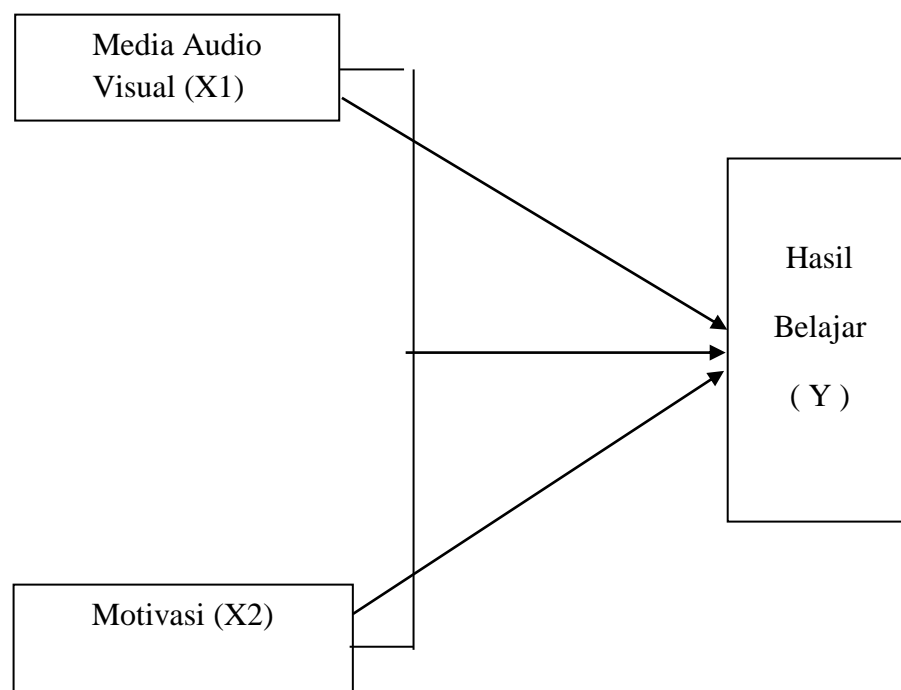 Media Audio
Visual (X1)
Hasil
Belajar
( Y )
Motivasi (X2)